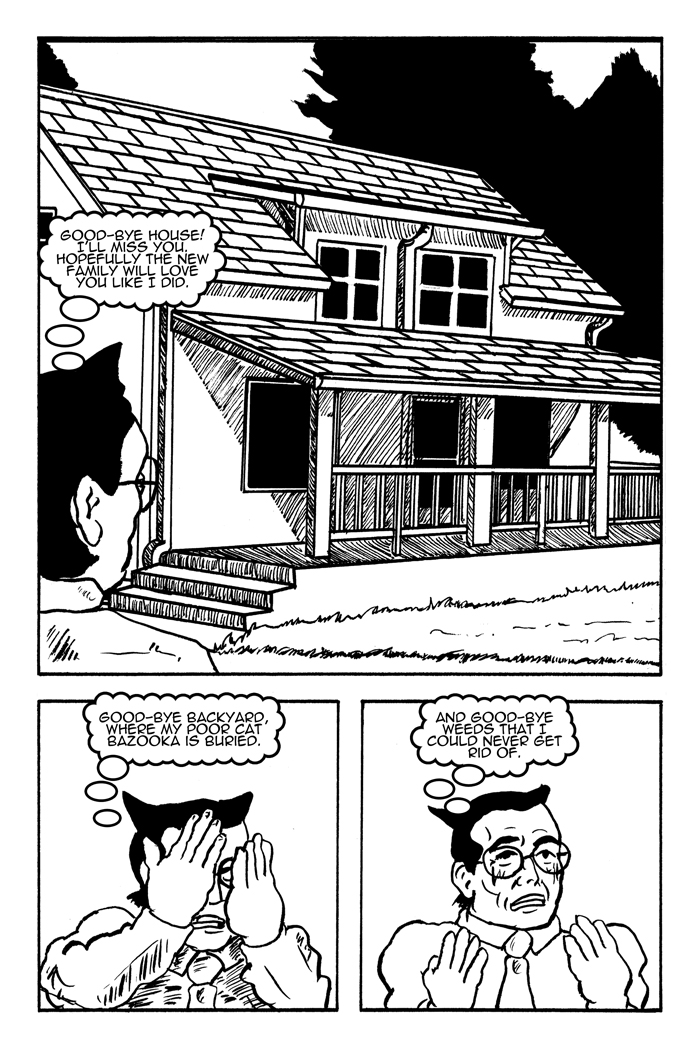 GOOD-BYE HOUSE!
I'LL MISS YOU.
HOPEFULLY THE NEW
FAMILY WILL LOVE
YOU LIKE I DID.
GOOD-BYE BACKYARD,
WHERE MY POOR CAT
BAZOOKA IS BURIED.
AND GOOD-BYE
WEEDS THAT I
COULD NEVER GET
RID OF.